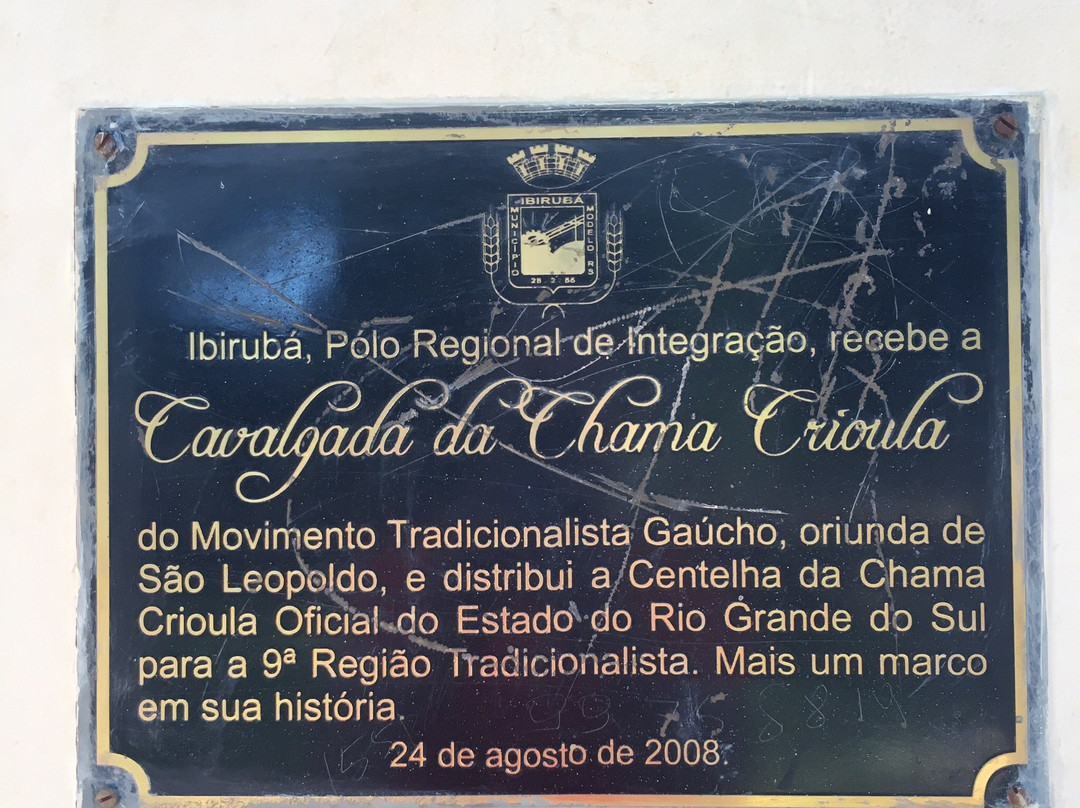 IBIRUBÁ
MUNICÍPIO
MODELO RS
28 2
Ibirubá, Pólo Regional de Integração, recebe a
Cavalgada da Chama Crioula
do Movimento Tradicionalista Gaúcho, oriunda de
São Leopoldo, e distribui a Centelha da Chama
Crioula Oficial do Estado do Rio Grande do Sul
para a 9ª Região Tradicionalista. Mais um marco
em sua história.
24 de agosto de 2008.